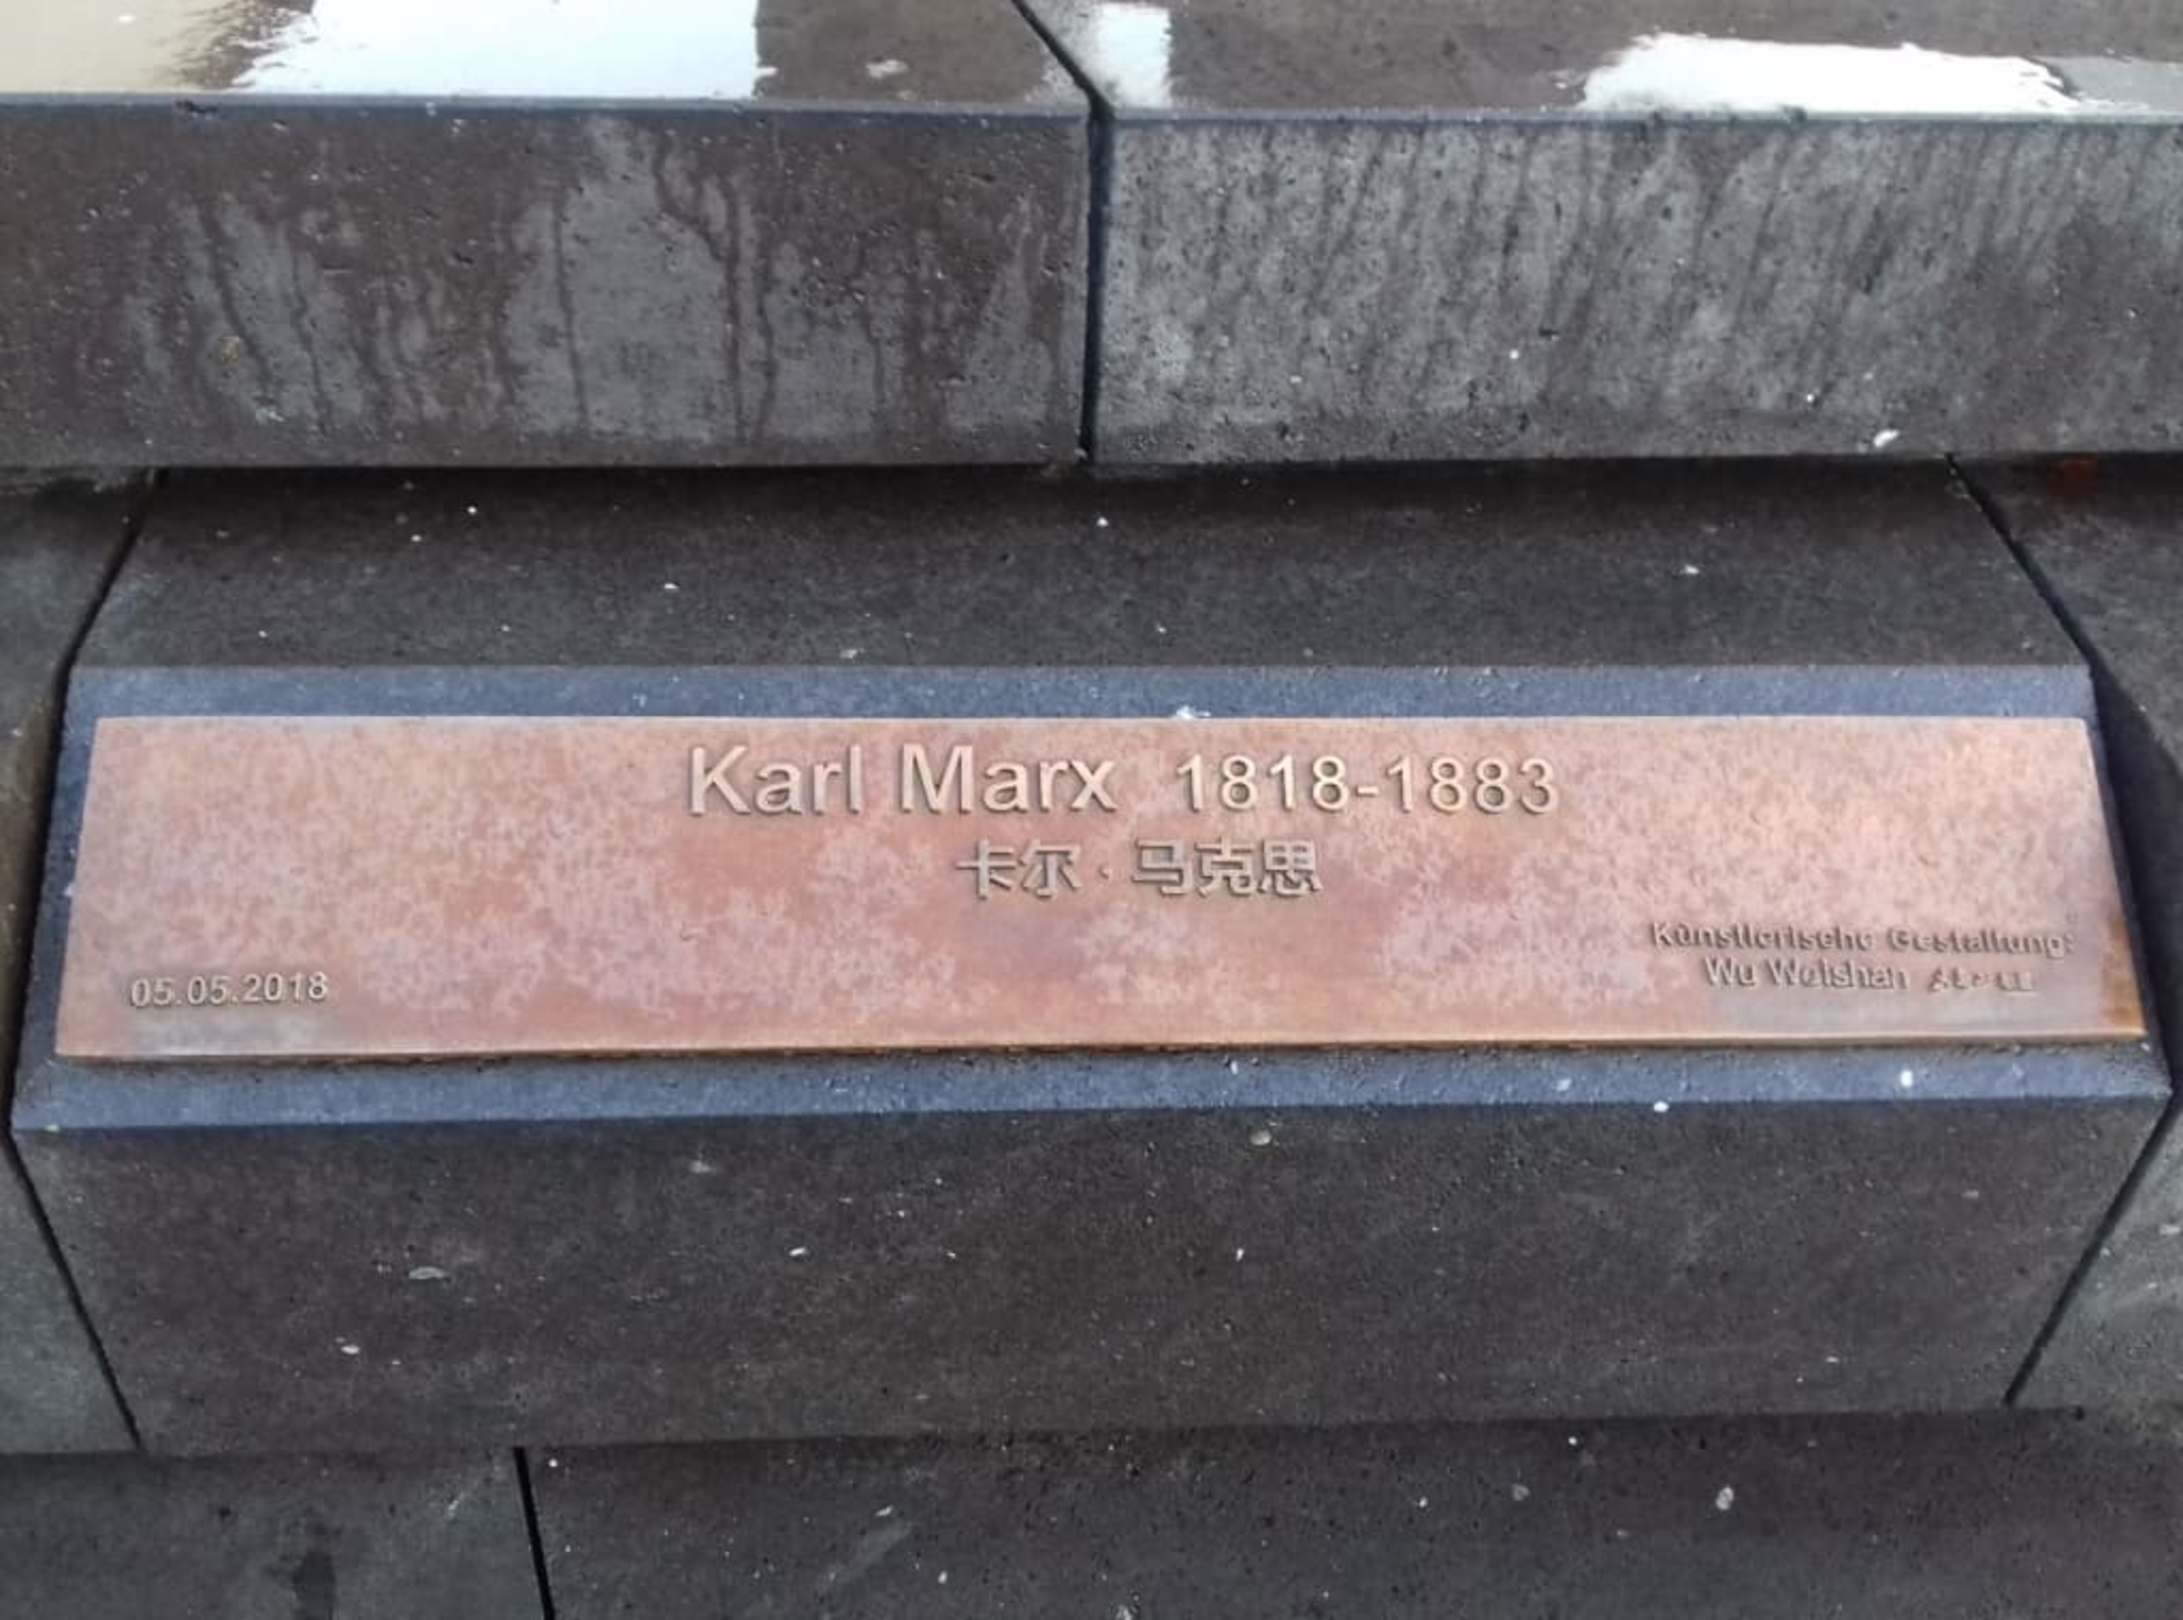 Karl Marx 1818-1883
卡尔·马克思
05.05.2018
Künstlerische Gestaltung:
Wu Weishan